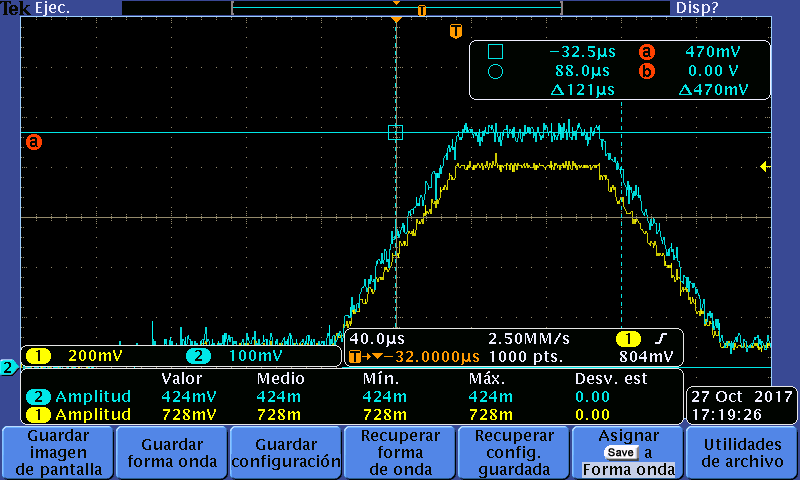 Tek Ejec. Disp?
T
T
−32.5µs a 470mV
88.0µs b 0.00 V
Δ121µs Δ470mV
a
1 200mV 2 100mV
40.0µs 2.50MM/s 1
T→▼−32.0000µs 1000 pts. 804mV
2
Valor Medio Mín. Máx. Desv. est
2 Amplitud 424mV 424m 424m 424m 0.00
1 Amplitud 728mV 728m 728m 728m 0.00
27 Oct 2017
17:19:26
Guardar
imagen
de pantalla
Guardar
forma onda
Guardar
configuración
Recuperar
forma
de onda
Recuperar
config.
guardada
Asignar
Save a
Forma onda
Utilidades
de archivo